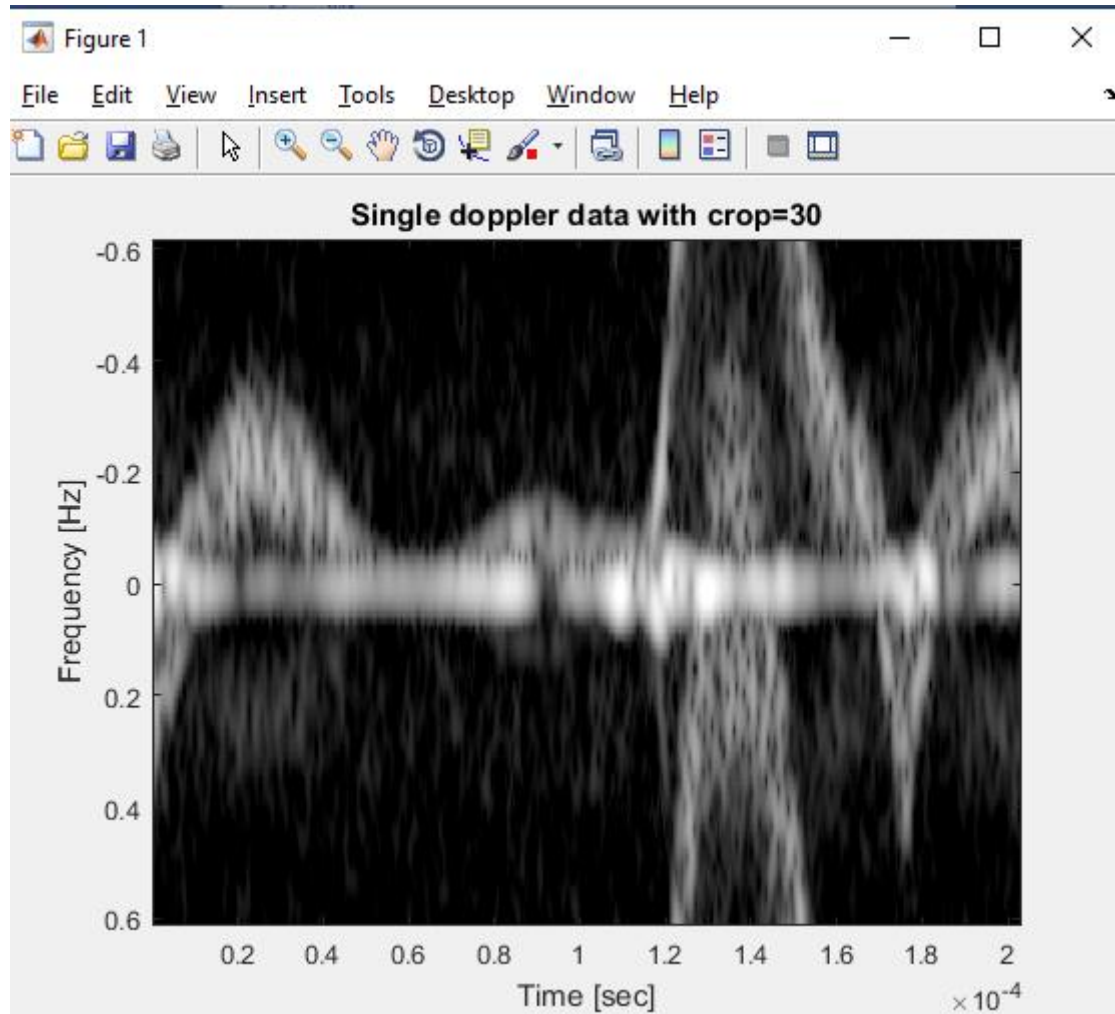 Figure 1
File Edit View Insert Tools Desktop Window Help
Single doppler data with crop=30
-0.6
-0.4
-0.2
0
0.2
0.4
0.6
Frequency [Hz]
0.2 0.4 0.6 0.8 1 1.2 1.4 1.6 1.8 2
Time [sec]
×10⁻⁴